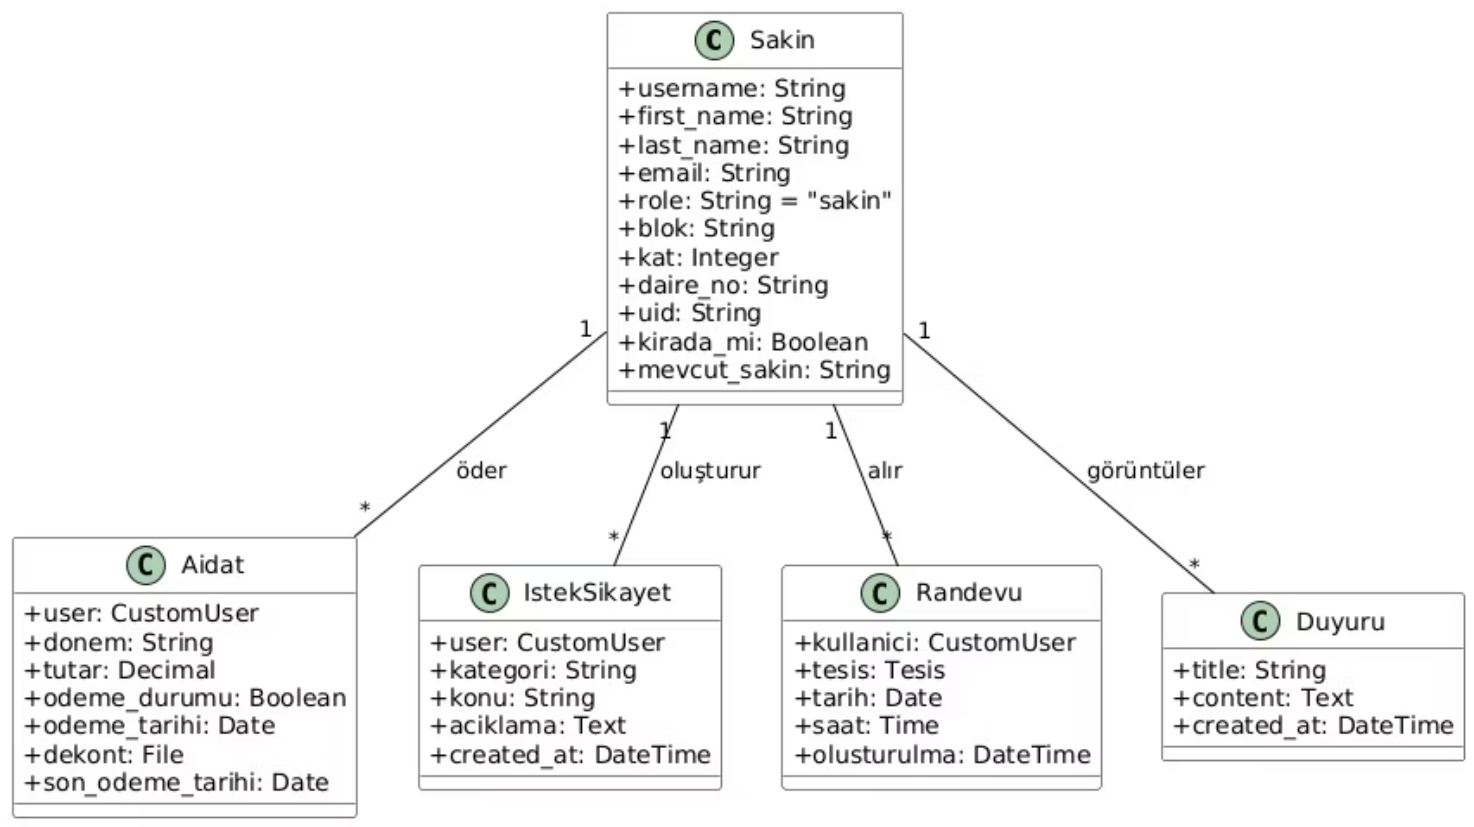 C Sakin
+username: String
+first_name: String
+last_name: String
+email: String
+role: String = "sakin"
+blok: String
+kat: Integer
+daire_no: String
+uid: String
+kirada_mi: Boolean
+mevcut_sakin: String
1
1
1
1
öder
oluşturur
alır
görüntüler
*
*
*
*
C Aidat
+user: CustomUser
+donem: String
+tutar: Decimal
+odeme_durumu: Boolean
+odeme_tarihi: Date
+dekont: File
+son_odeme_tarihi: Date
C IstekSikayet
+user: CustomUser
+kategori: String
+konu: String
+aciklama: Text
+created_at: DateTime
C Randevu
+kullanici: CustomUser
+tesis: Tesis
+tarih: Date
+saat: Time
+olusturulma: DateTime
C Duyuru
+title: String
+content: Text
+created_at: DateTime